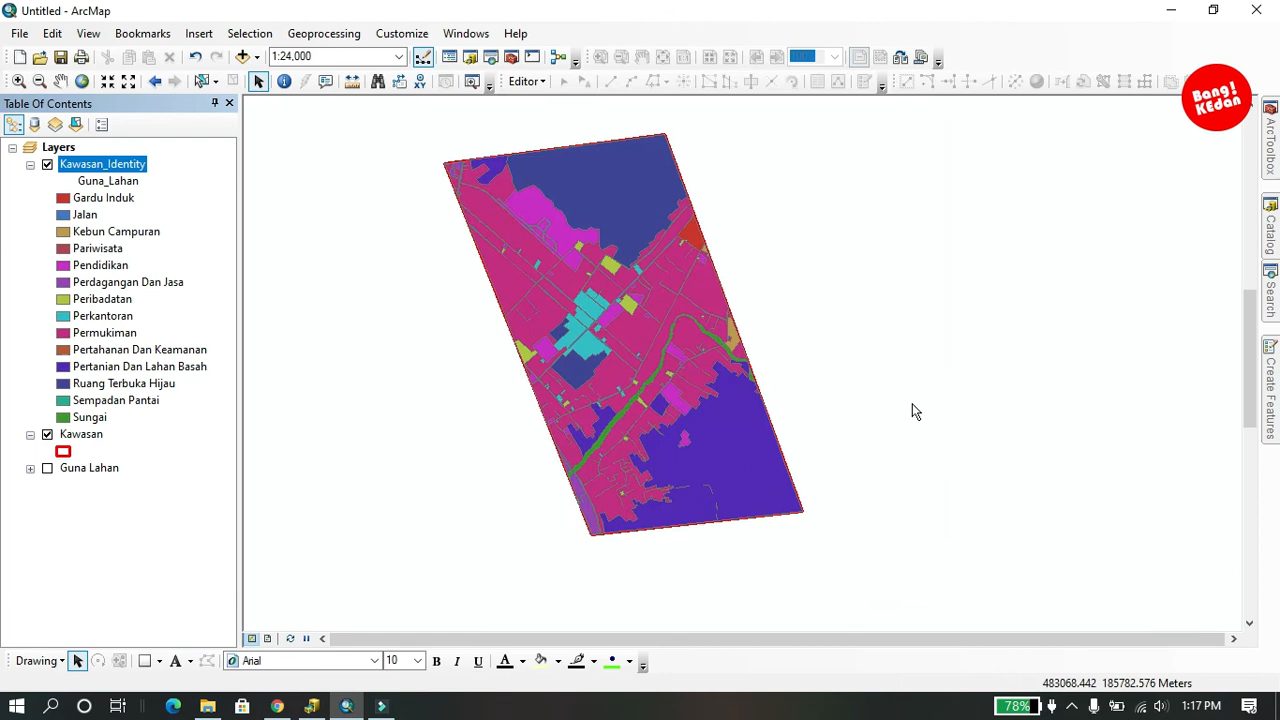 Untitled - ArcMap
File Edit View Bookmarks Insert Selection Geoprocessing Customize Windows Help
1:24,000
Editor
Bang!
KEdan
Table Of Contents
Layers
Kawasan_Identity
Guna_Lahan
Gardu Induk
Jalan
Kebun Campuran
Pariwisata
Pendidikan
Perdagangan Dan Jasa
Peribadatan
Perkantoran
Permukiman
Pertahanan Dan Keamanan
Pertanian Dan Lahan Basah
Ruang Terbuka Hijau
Sempadan Pantai
Sungai
Kawasan
Guna Lahan
ArcToolbox
Catalog
Search
Create Features
Drawing A Arial 10 B I U A
483068.442 185782.576 Meters
78% 1:17 PM